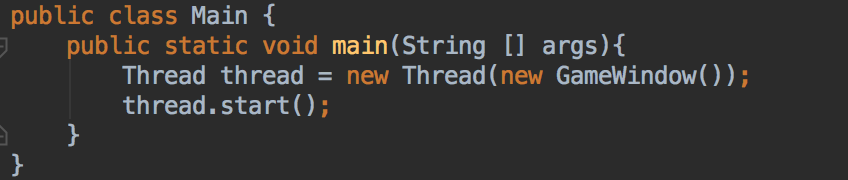 public class Main {
    public static void main(String [] args){
        Thread thread = new Thread(new GameWindow());
        thread.start();
    }
}